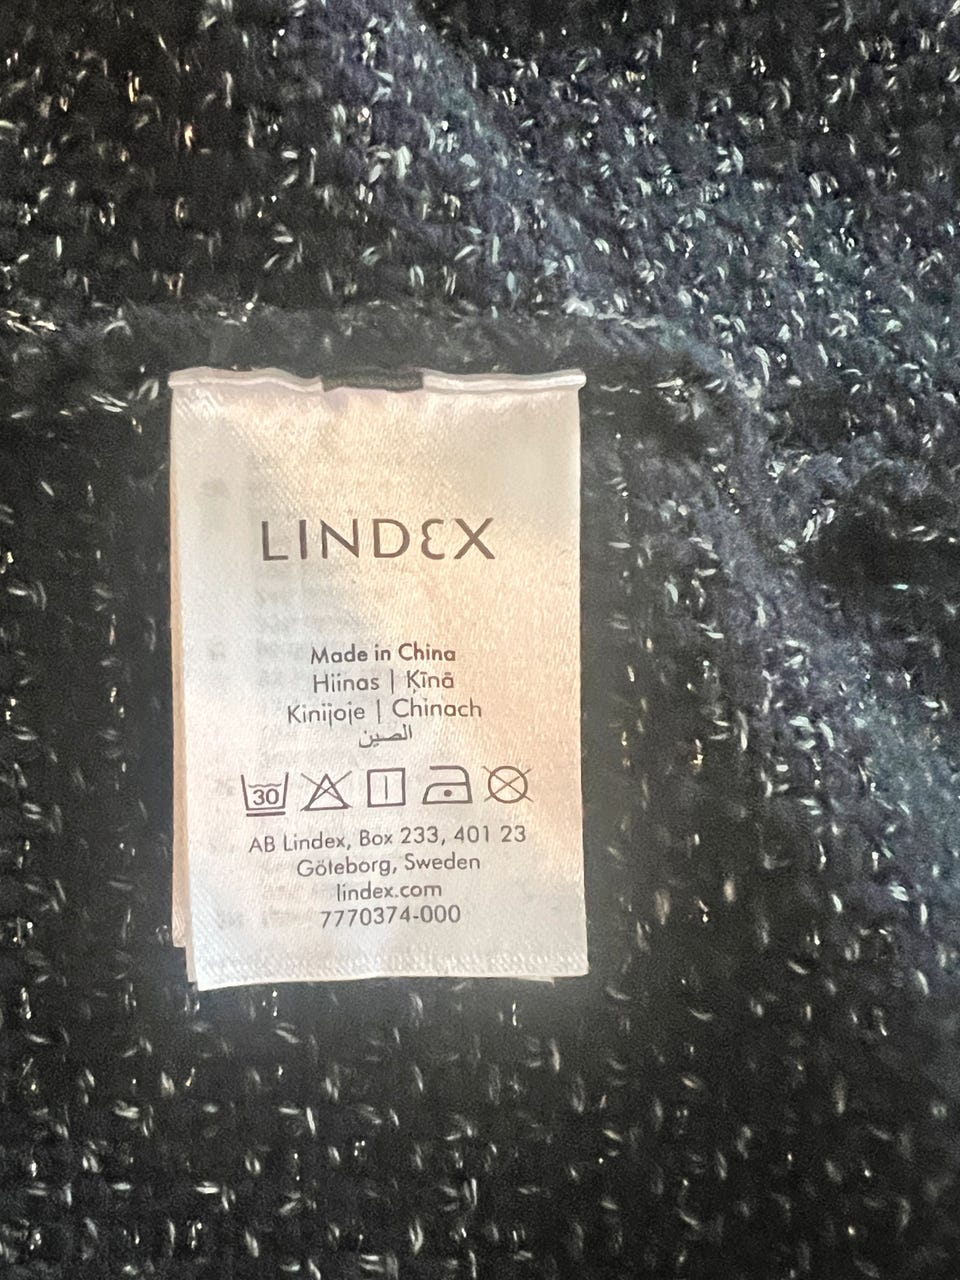 LINDEX
Made in China
Hiinas | Ķīnā
Kinijoje | Chinach
الصين
30
AB Lindex, Box 233, 401 23
Göteborg, Sweden
lindex.com
7770374-000